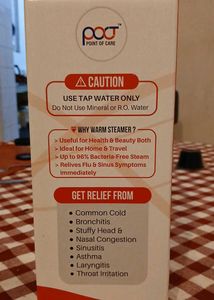 poct™
POINT OF CARE
⚠ CAUTION
USE TAP WATER ONLY
Do Not Use Mineral or R.O. Water
WHY WARM STEAMER ?
> Useful for Health & Beauty Both
> Ideal for Home & Travel
> Up to 96% Bacteria-Free Steam
> Relives Flu & Sinus Symptoms
Immediately
GET RELIEF FROM
• Common Cold
• Bronchitis
• Stuffy Head &
• Nasal Congestion
• Sinusitis
• Asthma
• Laryngitis
• Throat Irritation